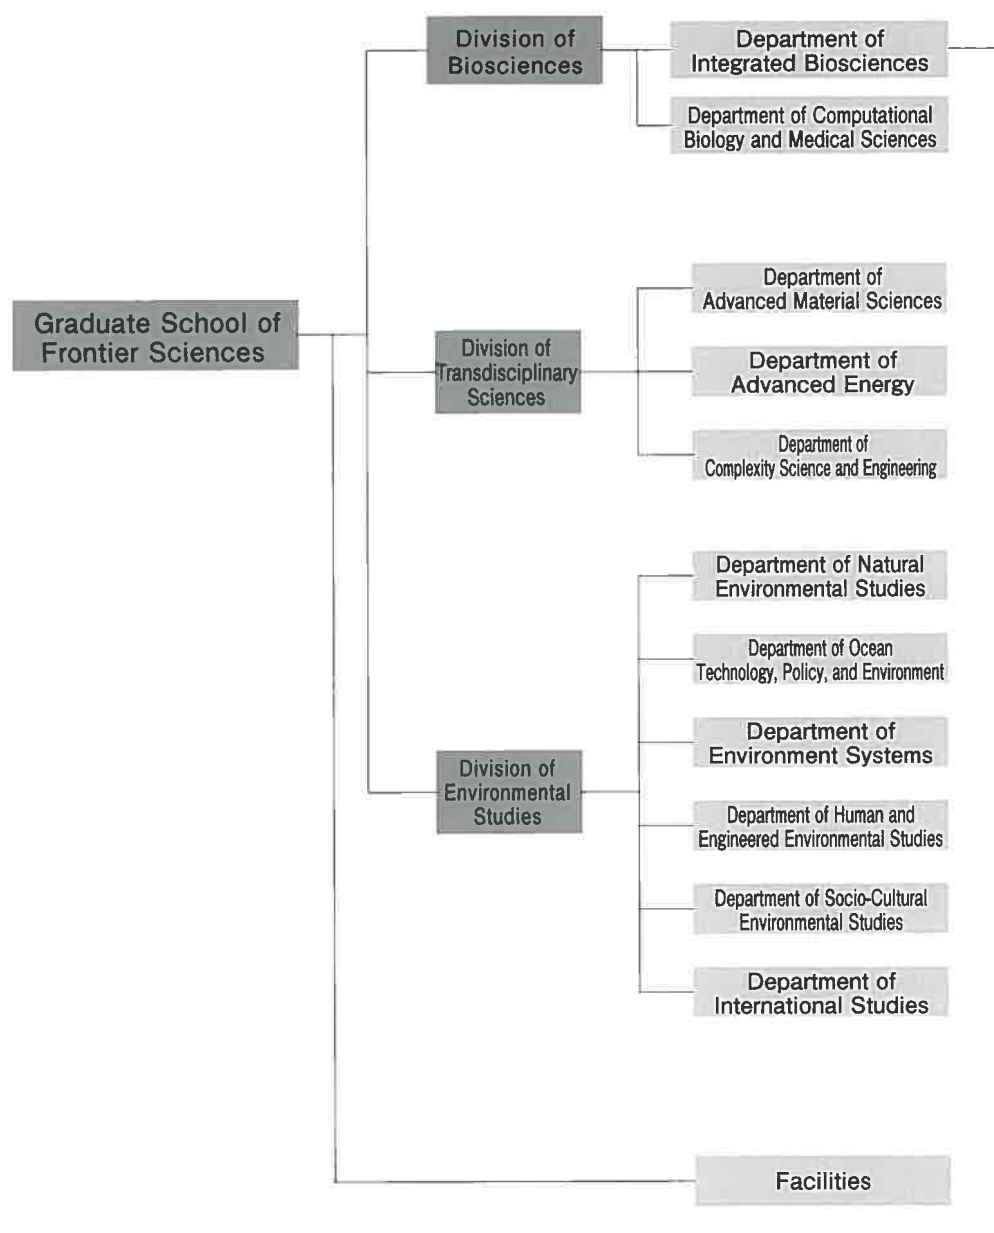 Graduate School of
Frontier Sciences
Division of
Biosciences
Department of
Integrated Biosciences
Department of Computational
Biology and Medical Sciences
Division of
Transdisciplinary
Sciences
Department of
Advanced Material Sciences
Department of
Advanced Energy
Department of
Complexity Science and Engineering
Division of
Environmental
Studies
Department of Natural
Environmental Studies
Department of Ocean
Technology, Policy, and Environment
Department of
Environment Systems
Department of Human and
Engineered Environmental Studies
Department of Socio-Cultural
Environmental Studies
Department of
International Studies
Facilities